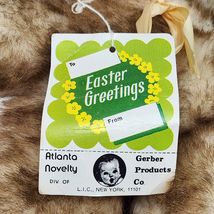 To
Easter
Greetings
From
Atlanta Gerber
Novelty Products
DIV OF Co.
L.I.C., NEW YORK, 11101